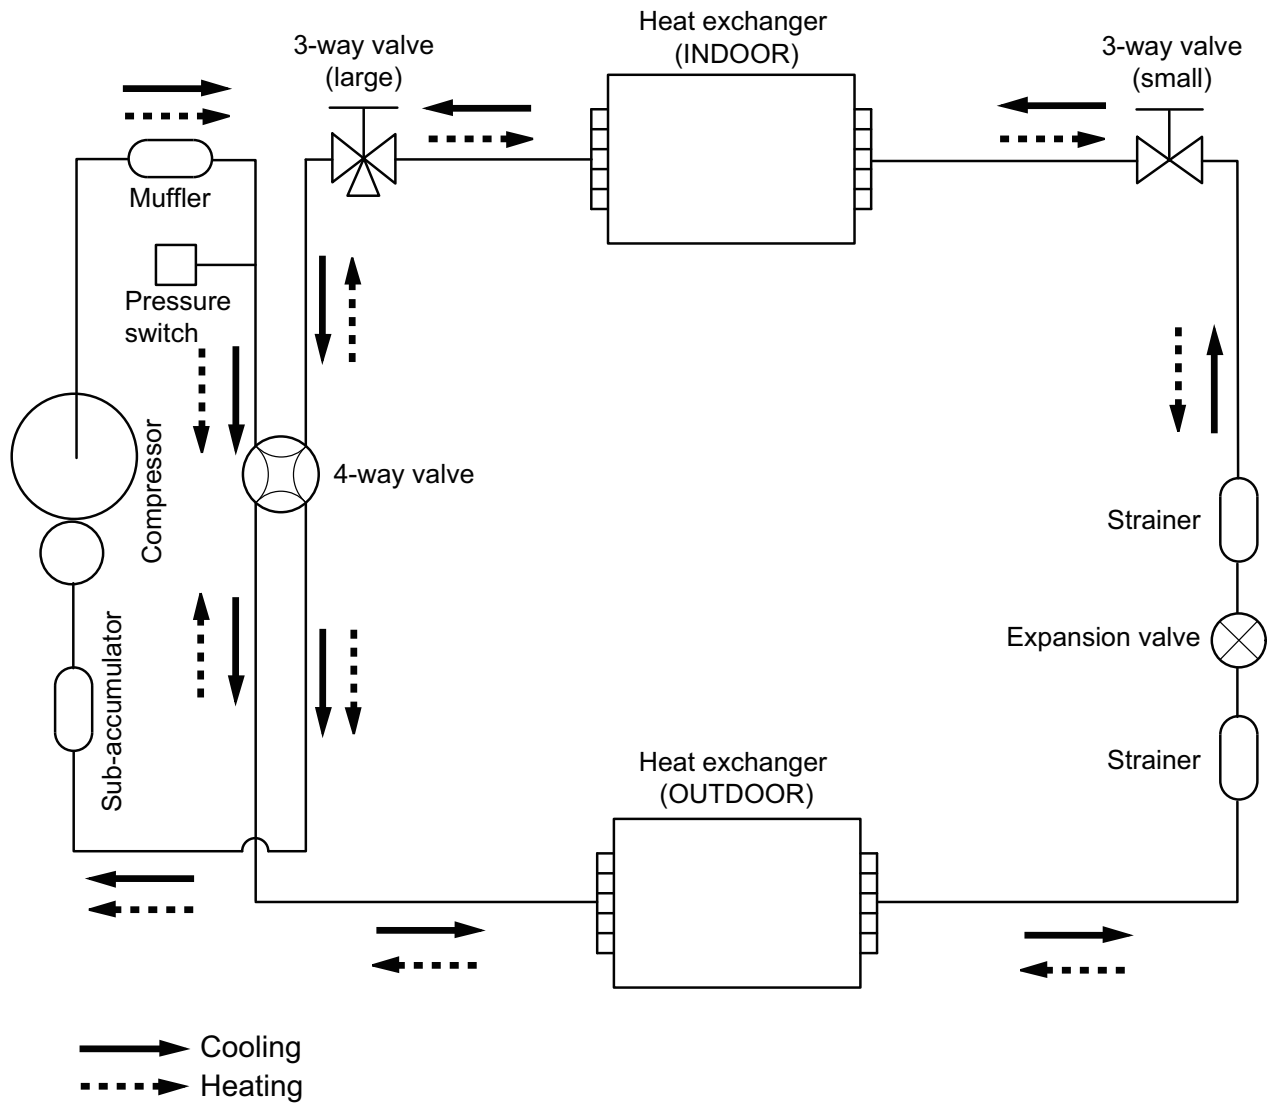 Heat exchanger
(INDOOR)
3-way valve
(large)
3-way valve
(small)
Muffler
Pressure
switch
Compressor
4-way valve
Strainer
Expansion valve
Sub-accumulator
Strainer
Heat exchanger
(OUTDOOR)
Cooling
Heating